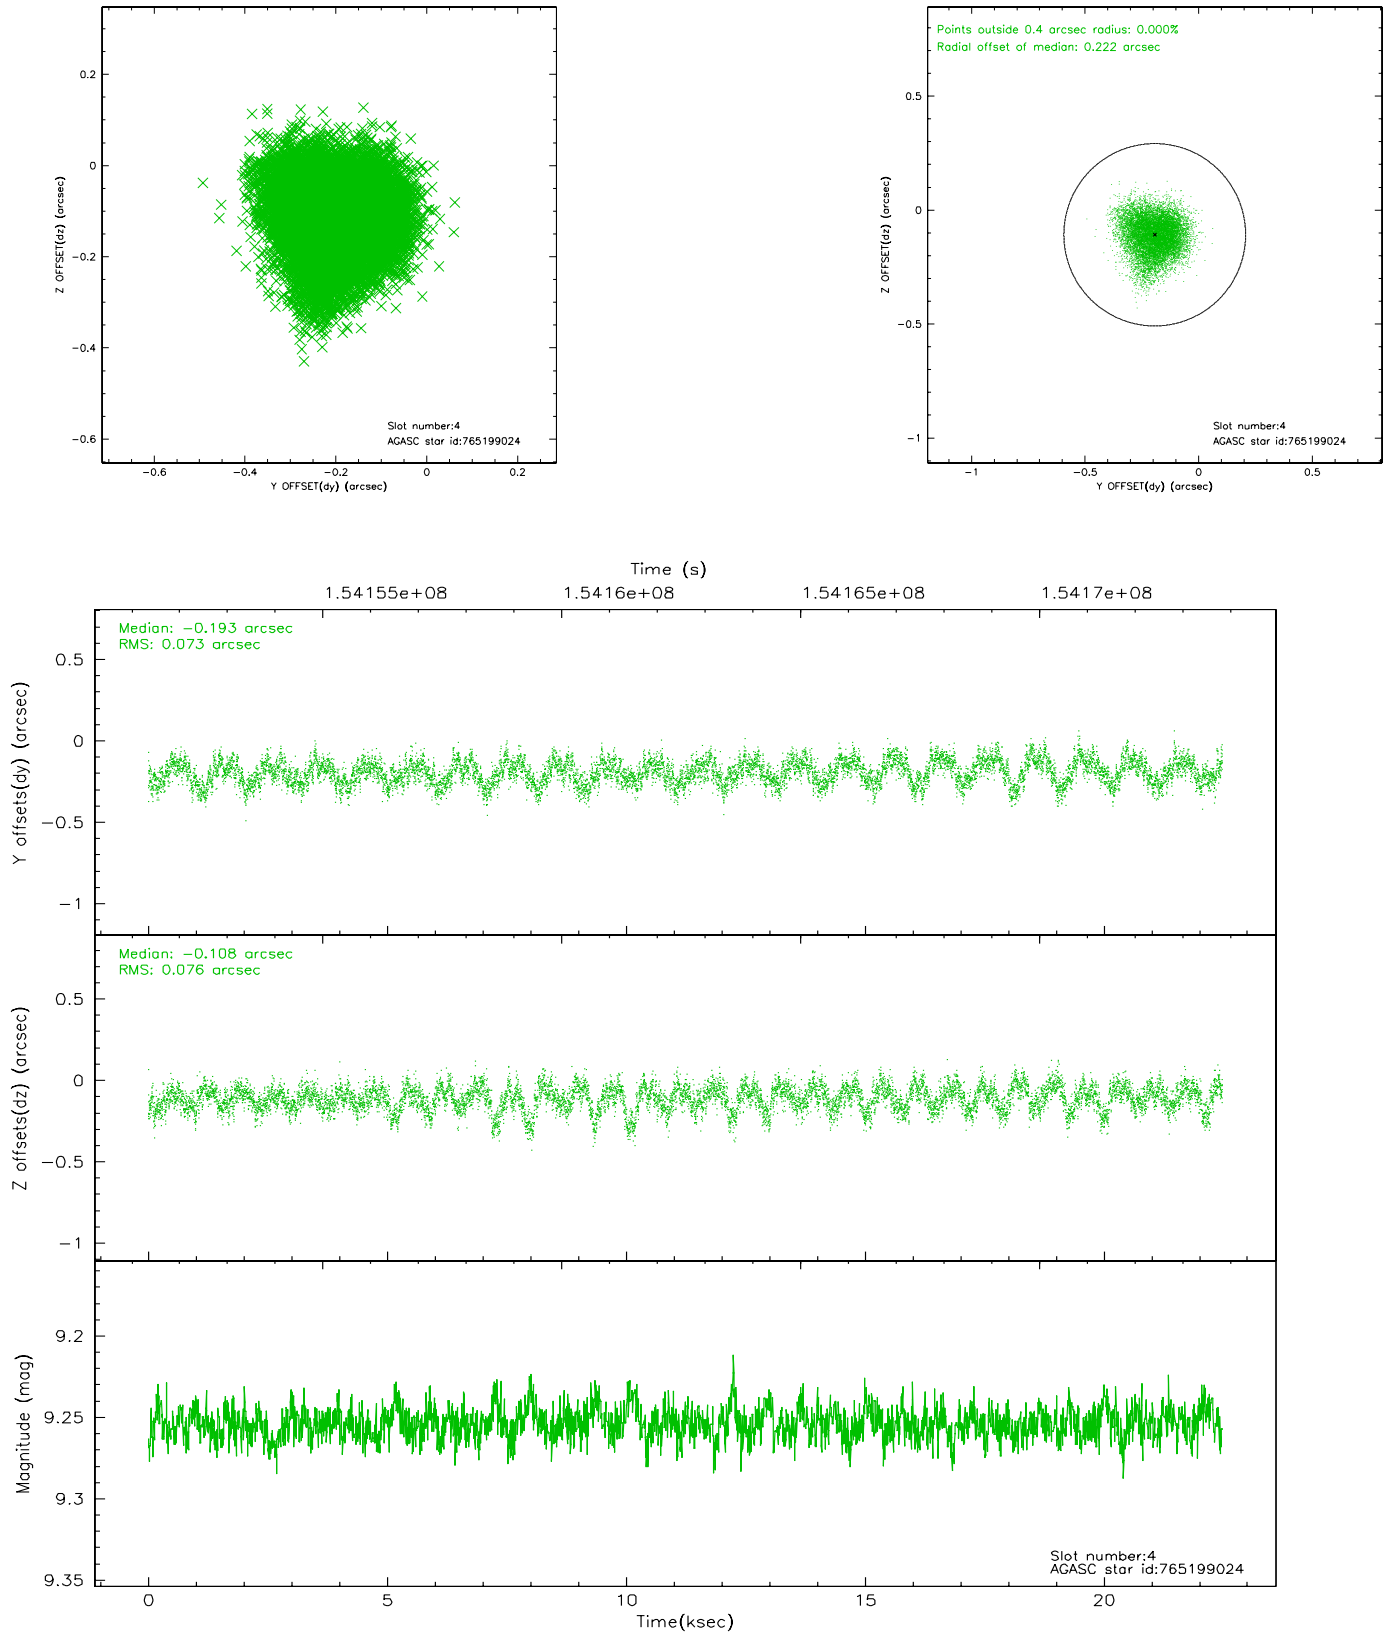 0.2
0
-0.2
-0.4
-0.6
Z OFFSET(dz) (arcsec)
Slot number:4
AGASC star id:765199024
-0.6 -0.4 -0.2 0 0.2
Y OFFSET(dy) (arcsec)
Points outside 0.4 arcsec radius: 0.000%
Radial offset of median: 0.222 arcsec
0.5
0
-0.5
-1
Z OFFSET(dz) (arcsec)
Slot number:4
AGASC star id:765199024
-1 -0.5 0 0.5
Y OFFSET(dy) (arcsec)
Time (s)
1.54155e+08 1.5416e+08 1.54165e+08 1.5417e+08
Median: -0.193 arcsec
RMS: 0.073 arcsec
0.5
0
-0.5
-1
Y offsets(dy) (arcsec)
Median: -0.108 arcsec
RMS: 0.076 arcsec
0.5
0
-0.5
-1
Z offsets(dz) (arcsec)
9.2
9.25
9.3
9.35
Magnitude (mag)
Slot number:4
AGASC star id:765199024
0 5 10 15 20
Time(ksec)